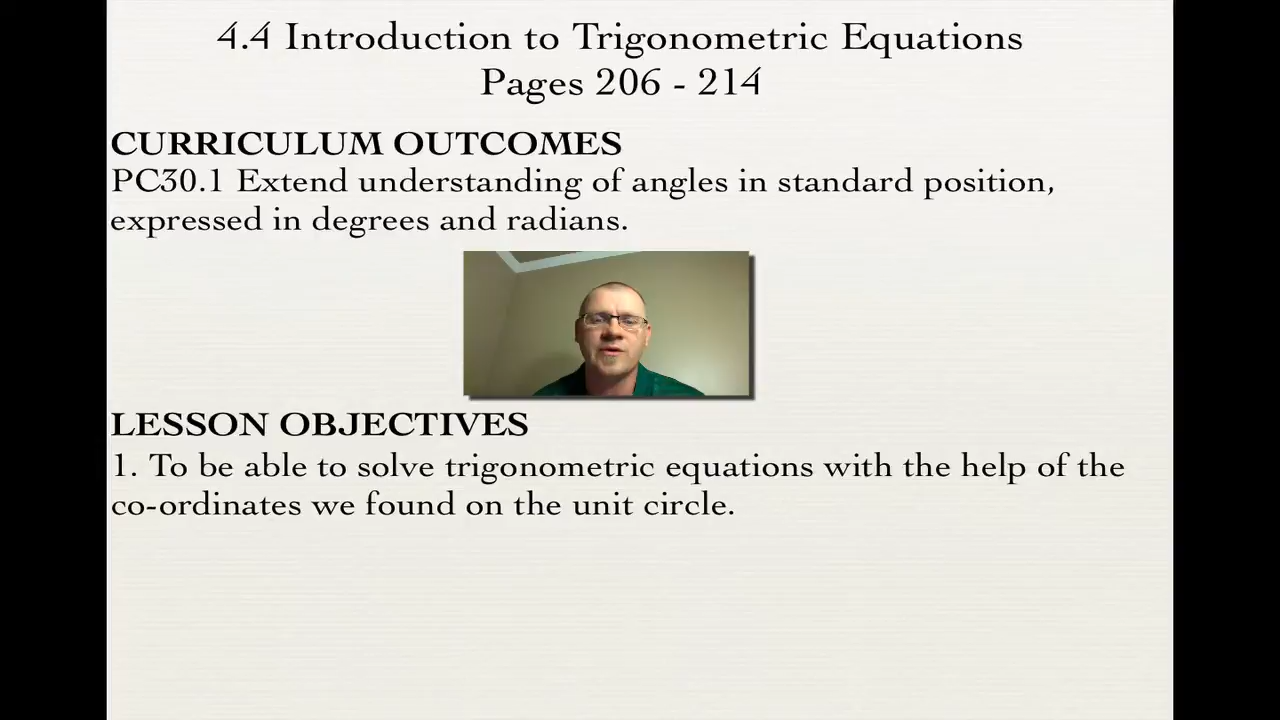 4.4 Introduction to Trigonometric Equations
Pages 206 - 214
CURRICULUM OUTCOMES
PC30.1 Extend understanding of angles in standard position,
expressed in degrees and radians.
LESSON OBJECTIVES
1. To be able to solve trigonometric equations with the help of the
co-ordinates we found on the unit circle.